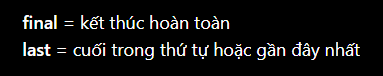 final = kết thúc hoàn toàn
last = cuối trong thứ tự hoặc gần đây nhất